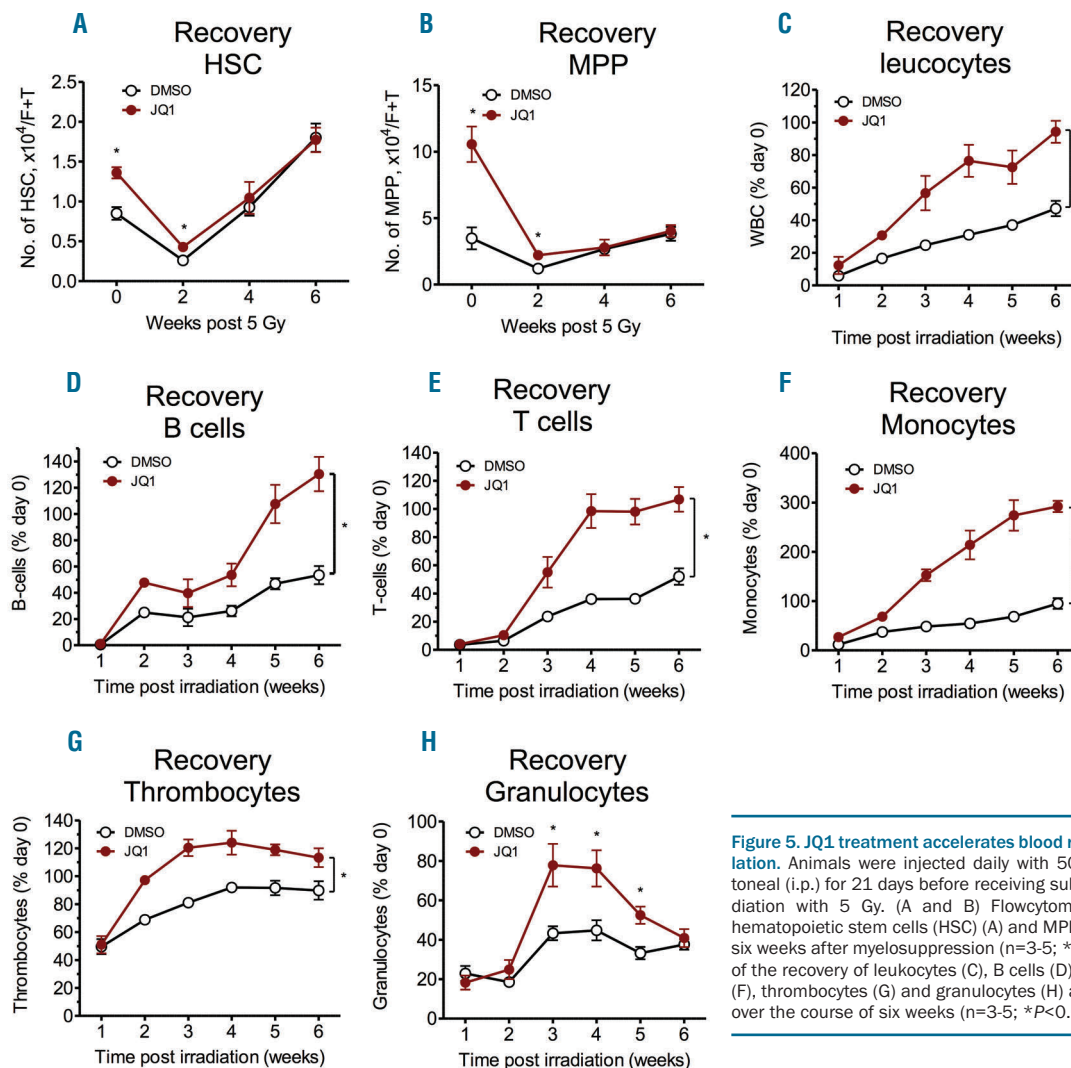 A
Recovery
HSC
No. of HSC, x10⁴/F+T
2.5
2.0
1.5
1.0
0.5
0.0
DMSO
JQ1
*
*
0 2 4 6
Weeks post 5 Gy
B
Recovery
MPP
No. of MPP, x10⁴/F+T
15
10
5
0
DMSO
JQ1
*
*
0 2 4 6
Weeks post 5 Gy
C
Recovery
leucocytes
WBC (% day 0)
120
100
80
60
40
20
0
DMSO
JQ1
1 2 3 4 5 6
Time post irradiation (weeks)
D
Recovery
B cells
B-cells (% day 0)
140
120
100
80
60
40
20
0
DMSO
JQ1
*
1 2 3 4 5 6
Time post irradiation (weeks)
E
Recovery
T cells
T-cells (% day 0)
140
120
100
80
60
40
20
0
DMSO
JQ1
*
1 2 3 4 5 6
Time post irradiation (weeks)
F
Recovery
Monocytes
Monocytes (% day 0)
400
300
200
100
0
DMSO
JQ1
1 2 3 4 5 6
Time post irradiation (weeks)
G
Recovery
Thrombocytes
Thrombocytes (% day 0)
140
120
100
80
60
40
20
0
DMSO
JQ1
*
1 2 3 4 5 6
Time post irradiation (weeks)
H
Recovery
Granulocytes
Granulocytes (% day 0)
100
80
60
40
20
0
DMSO
JQ1
* * *
1 2 3 4 5 6
Time post irradiation (weeks)
Figure 5. JQ1 treatment accelerates blood r
lation. Animals were injected daily with 50
toneal (i.p.) for 21 days before receiving sul
diation with 5 Gy. (A and B) Flowcytom
hematopoietic stem cells (HSC) (A) and MPI
six weeks after myelosuppression (n=3-5; *
of the recovery of leukocytes (C), B cells (D)
(F), thrombocytes (G) and granulocytes (H) a
over the course of six weeks (n=3-5; *P<0.